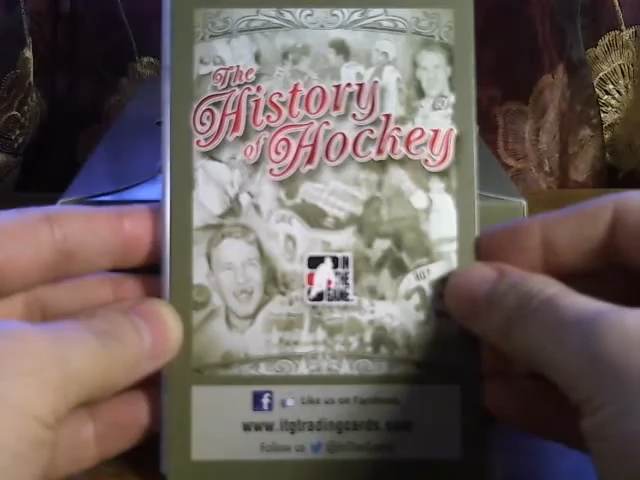 The
History
of Hockey
IN
THE
GAME
Like us on Facebook
www.itgtradingcards.com
Follow us @InTheGame